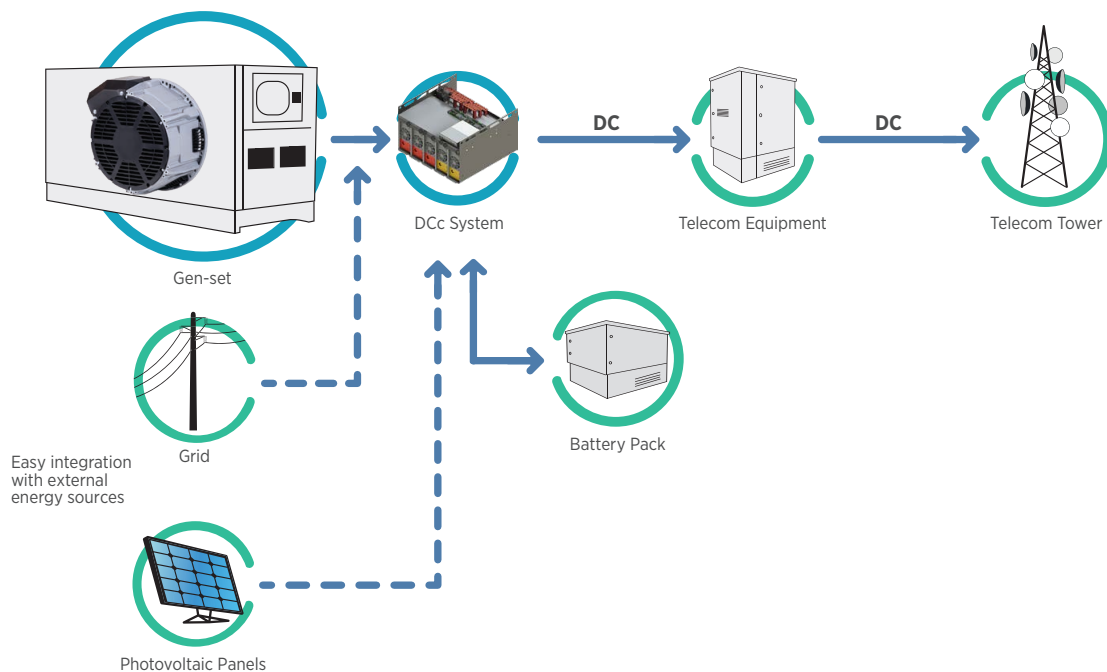 DC
DC
DCc System
Telecom Equipment
Telecom Tower
Gen-set
Battery Pack
Grid
Easy integration
with external
energy sources
Photovoltaic Panels